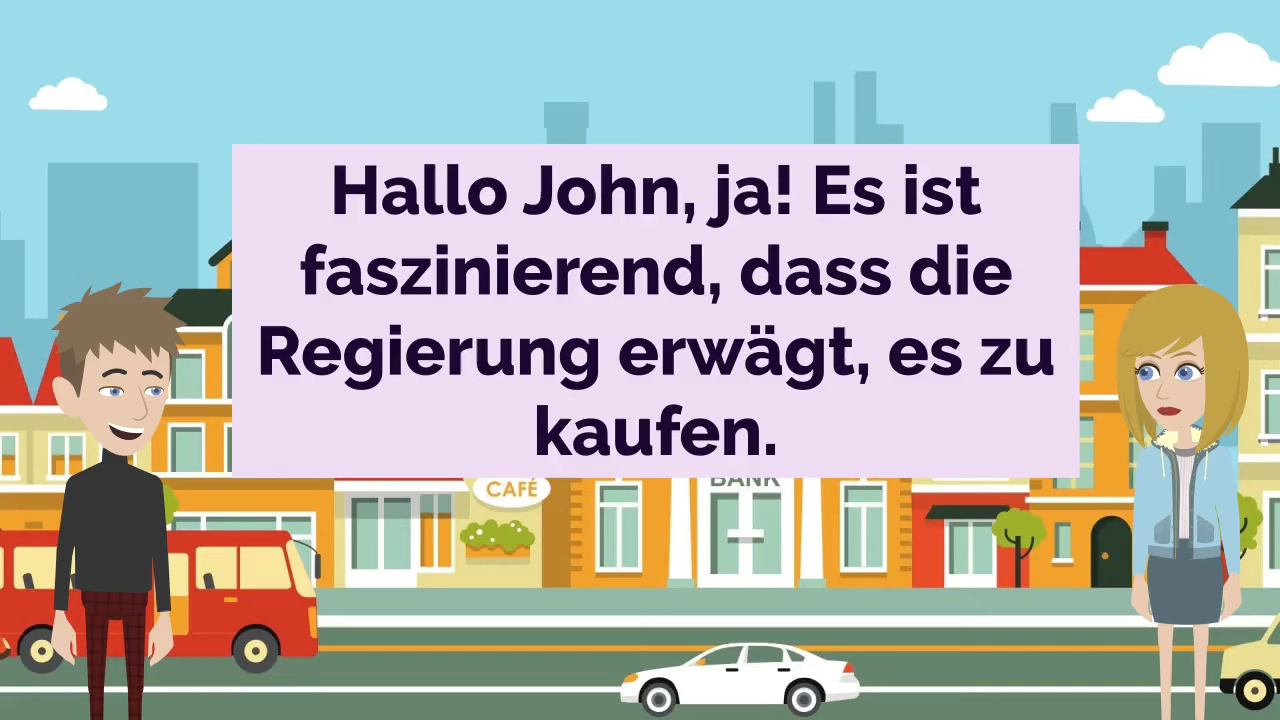 Hallo John, ja! Es ist
faszinierend, dass die
Regierung erwägt, es zu
kaufen.
CAFÉ
BANK